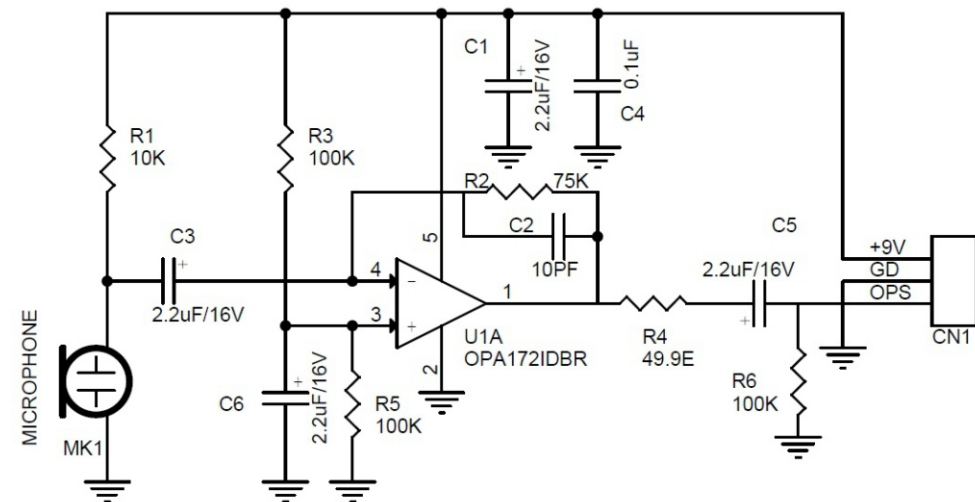 C1
+
2.2uF/16V
0.1uF
C4
R1
10K
R3
100K
R2
75K
C2
10PF
C3
+
2.2uF/16V
5
4
−
3
+
1
2
U1A
OPA172IDBR
C5
2.2uF/16V
+
R4
49.9E
+9V
GD
OPS
CN1
R6
100K
MICROPHONE
MK1
C6
+
2.2uF/16V
R5
100K